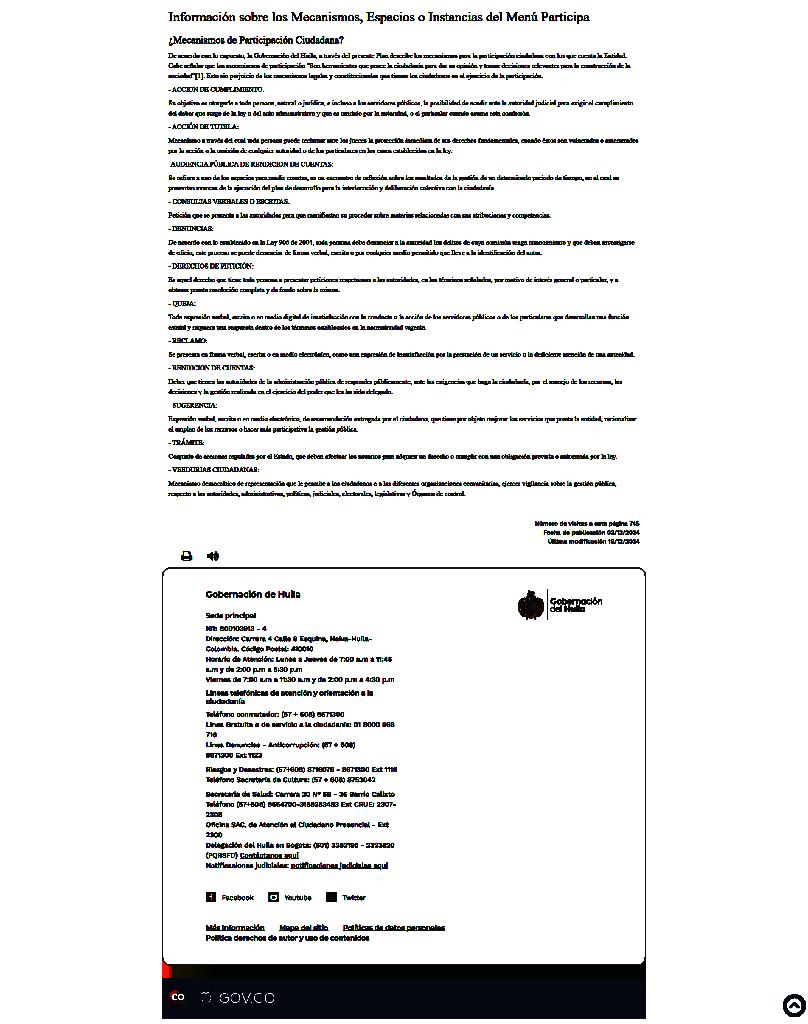 Información sobre los Mecanismos, Espacios o Instancias del Menú Participa
¿Mecanismos de Participación Ciudadana?
De acuerdo con lo expuesto, la Gobernación del Huila, a través del presente Plan describe los mecanismos para la participación ciudadana con los que cuenta la Entidad.
Cabe señalar que los mecanismos de participación "Son herramientas que posee la ciudadanía para dar su opinión y tomar decisiones relevantes para la construcción de la
sociedad"[1]. Esto sin perjuicio de los mecanismos legales y constitucionales que tienen los ciudadanos en el ejercicio de la participación.
- ACCION DE CUMPLIMIENTO.
Su objetivo es otorgarle a toda persona, natural o jurídica, e incluso a los servidores públicos, la posibilidad de acudir ante la autoridad judicial para exigir el cumplimiento
del deber que surge de la ley o del acto administrativo y que es omitido por la autoridad, o el particular cuando asume esta condición.
- ACCIÓN DE TUTELA:
Mecanismo a través del cual toda persona puede reclamar ante los jueces la protección inmediata de sus derechos fundamentales, cuando éstos son vulnerados o amenazados
por la acción o la omisión de cualquier autoridad o de los particulares en los casos establecidos en la ley.
AUDIENCIA PÚBLICA DE RENDICION DE CUENTAS:
Se refiere a uno de los espacios para rendir cuentas, es un encuentro de reflexión sobre los resultados de la gestión de un determinado periodo de tiempo, en el cual se
presentan avances de la ejecución del plan de desarrollo para la interlocución y deliberación colectiva con la ciudadanía
- CONSULTAS VERBALES O ESCRITAS.
Petición que se presenta a las autoridades para que manifiesten su proceder sobre materias relacionadas con sus atribuciones y competencias.
- DENUNCIAS:
De acuerdo con lo establecido en la Ley 906 de 2004, toda persona debe denunciar a la autoridad los delitos de cuya comisión tenga conocimiento y que deban investigarse
de oficio, este proceso se puede denunciar de forma verbal, escrita o por cualquier medio permitido que lleve a la identificación del autor.
- DERECHOS DE PETICIÓN:
Es aquel derecho que tiene toda persona a presentar peticiones respetuosas a las autoridades, en los términos señalados, por motivo de interés general o particular, y a
obtener pronta resolución completa y de fondo sobre la misma.
- QUEJA:
Toda expresión verbal, escrita o en medio digital de insatisfacción con la conducta o la acción de los servidores públicos o de los particulares que desarrollan una función
estatal y requiere una respuesta dentro de los términos establecidos en la normatividad vigente.
- RECLAMO:
Se presenta en forma verbal, escrita o en medio electrónico, como una expresión de insatisfacción por la prestación de un servicio o la deficiente atención de una autoridad.
- RENDICION DE CUENTAS:
Deber que tienen las autoridades de la administración pública de responder públicamente, ante las exigencias que haga la ciudadanía, por el manejo de los recursos, las
decisiones y la gestión realizada en el ejercicio del poder que les ha sido delegado.
SUGERENCIA:
Expresión verbal, escrita o en medio electrónico, de recomendación entregada por el ciudadano, que tiene por objeto mejorar los servicios que presta la entidad, racionalizar
el empleo de los recursos o hacer más participativa la gestión pública.
- TRÁMITE:
Conjunto de acciones reguladas por el Estado, que deben efectuar los usuarios para adquirir un derecho o cumplir con una obligación prevista o autorizada por la ley.
- VEEDURIAS CIUDADANAS:
Mecanismo democrático de representación que le permite a los ciudadanos o a las diferentes organizaciones comunitarias, ejercer vigilancia sobre la gestión pública,
respecto a las autoridades, administrativas, políticas, judiciales, electorales, legislativas y Órganos de control.
Número de visitas a esta página 745
Fecha de publicación 03/12/2024
Última modificación 19/12/2024
Gobernación de Huila
Gobernación
del Huila
Sede principal
Nit: 800103913 - 4
Dirección: Carrera 4 Calle 8 Esquina, Neiva-Huila-
Colombia. Código Postal: 410010
Horario de Atención: Lunes a Jueves de 7:00 a.m a 11:45
a.m y de 2:00 p.m a 5:30 p.m
Viernes de 7:00 a.m a 11:30 a.m y de 2:00 p.m a 4:30 p.m
Líneas telefónicas de atención y orientación a la
ciudadanía
Teléfono conmutador: (57 + 608) 8671300
Línea Gratuita o de servicio a la ciudadanía: 01 8000 968
716
Línea Denuncias - Anticorrupción: (57 + 608)
8671300 Ext 1123
Riesgos y Desastres: (57+608) - 8671300 Ext 1116
Teléfono Secretaría de Cultura: (57 + 608) 8753042
Secretaría de Salud: Carrera 20 N° 5B - 36 Barrio Calixto
Teléfono Ext CRUE: 2307-
2308
Oficina SAC, de Atención al Ciudadano Presencial - Ext
2300
Delegación del Huila en Bogota: (601)
(PQRSFD) Contáctanos aquí
Notificaciones judiciales: notificaciones judiciales aquí
Facebook Youtube Twitter
Más información Mapa del sitio Políticas de datos personales
Política derechos de autor y uso de contenidos
CO GOV.CO